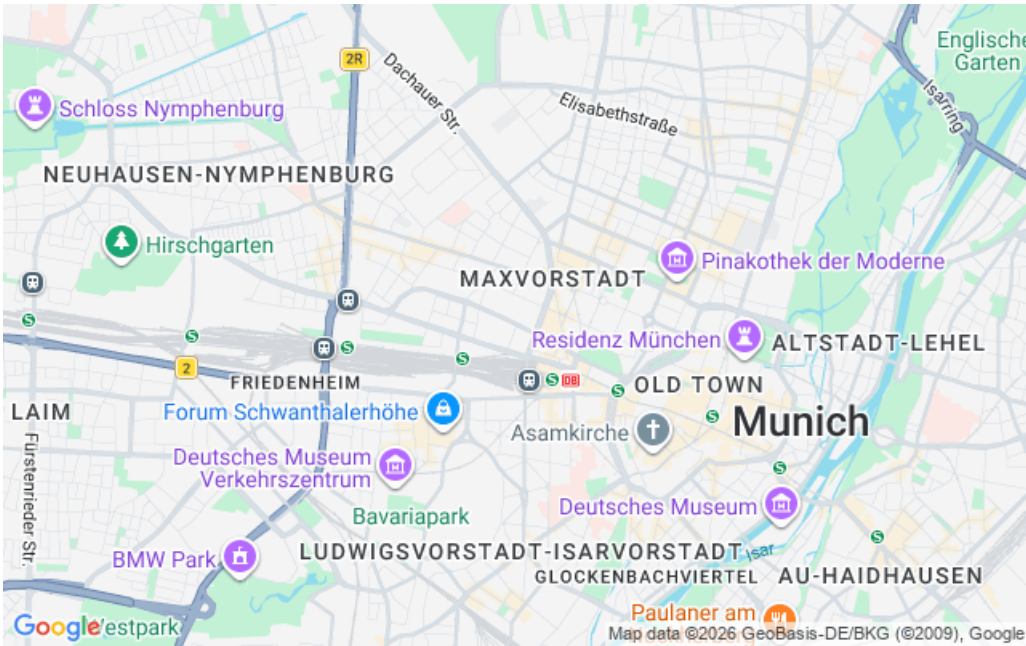 Englische
Garten
2R
Dachauer Str.
Isarring
Schloss Nymphenburg
Elisabethstraße
NEUHAUSEN-NYMPHENBURG
Hirschgarten
Pinakothek der Moderne
MAXVORSTADT
S
Residenz München
ALTSTADT-LEHEL
S
S
S
2
FRIEDENHEIM
S
DB
S
OLD TOWN
LAIM
Forum Schwanthalerhöhe
S
Munich
Asamkirche
Fürstenrieder Str.
Deutsches Museum
Verkehrszentrum
S
Deutsches Museum
Bavariapark
S
BMW Park
LUDWIGSVORSTADT-ISARVORSTADT
Isar
GLOCKENBACHVIERTEL
AU-HAIDHAUSEN
Paulaner am
Google
estpark
Map data ©2026 GeoBasis-DE/BKG (©2009), Google